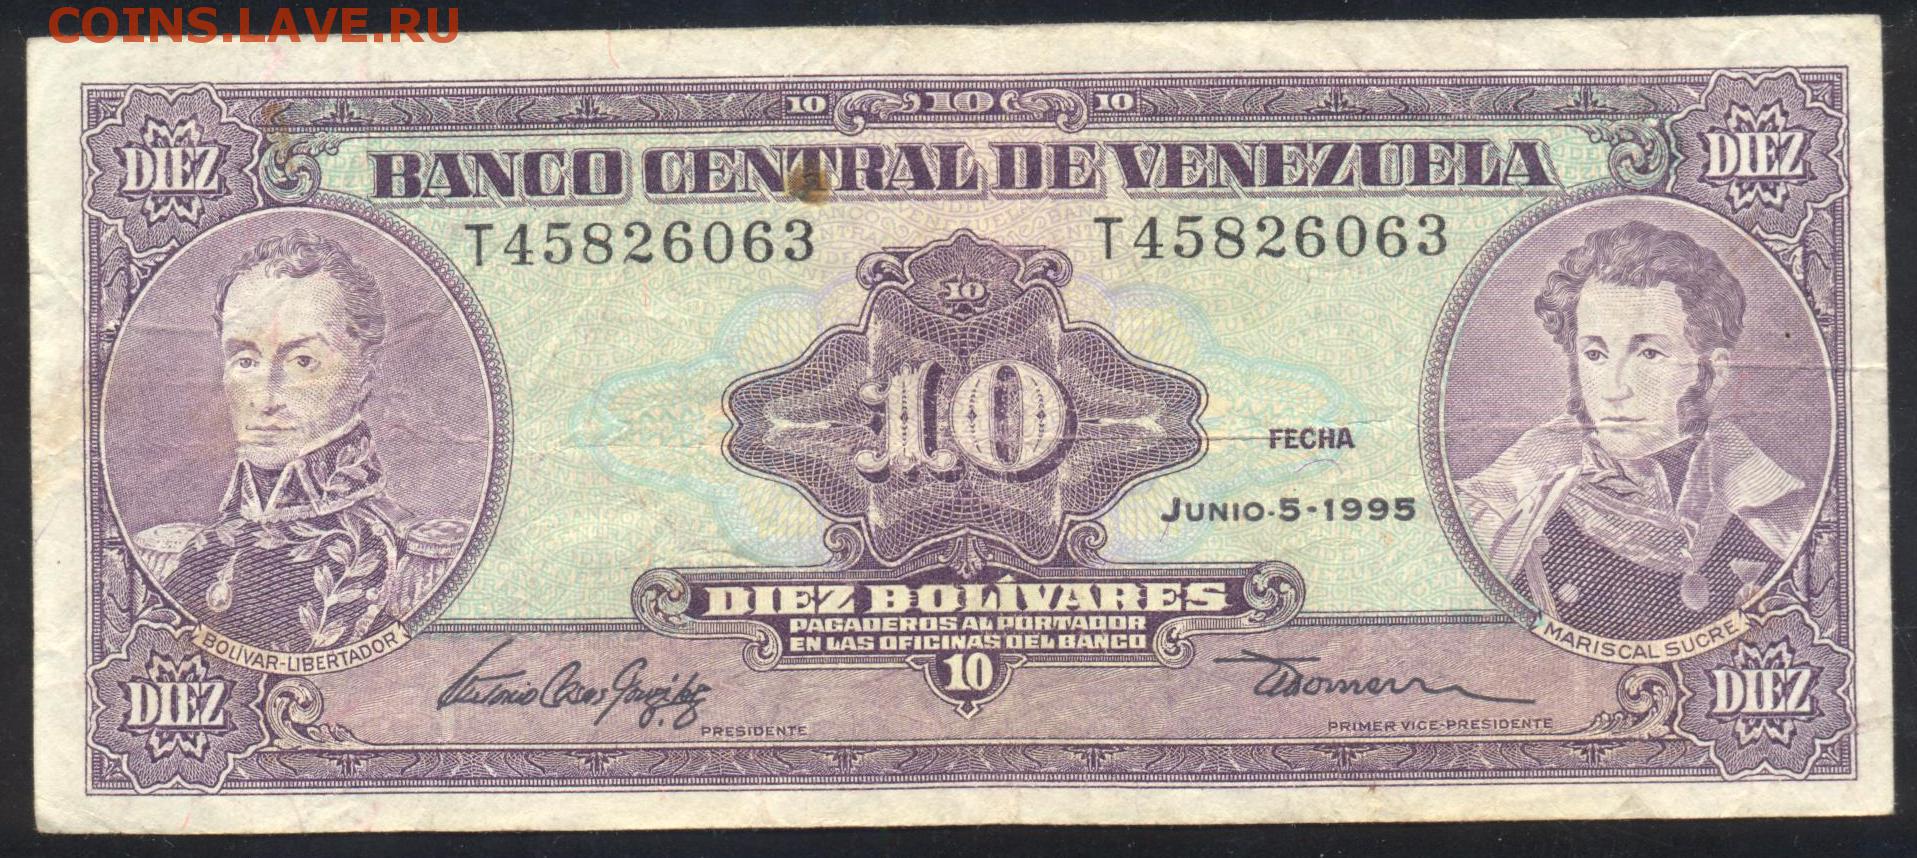 COINS.LAVE.RU
10 10 10
DIEZ DIEZ
BANCO CENTRAL DE VENEZUELA
T45826063 T45826063
10
10
FECHA
JUNIO·5·1995
DIEZ BOLÍVARES
PAGADEROS AL PORTADOR
EN LAS OFICINAS DEL BANCO
BOLÍVAR-LIBERTADOR MARISCAL SUCRE
10
DIEZ DIEZ
PRESIDENTE PRIMER VICE-PRESIDENTE